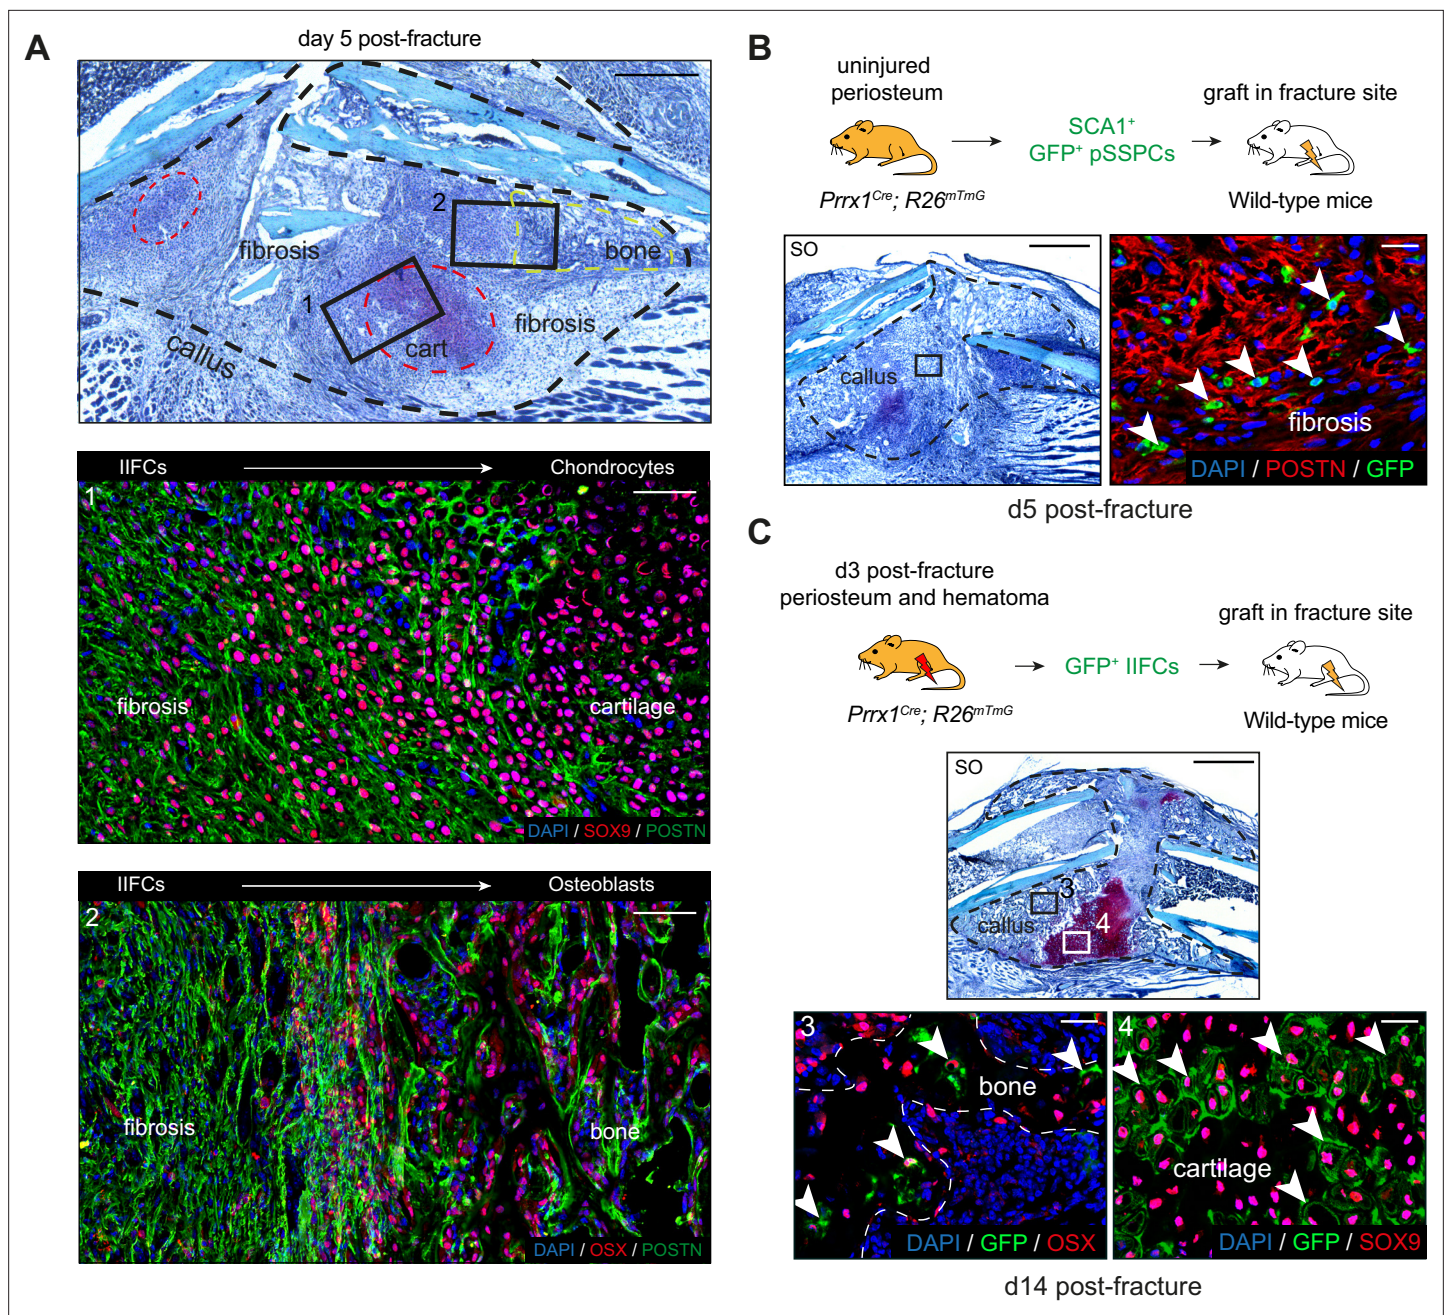 A
day 5 post-fracture
2
fibrosis
bone
1
fibrosis
cart
callus
IIFCs
Chondrocytes
1
fibrosis
cartilage
DAPI / SOX9 / POSTN
IIFCs
Osteoblasts
2
fibrosis
bone
DAPI / OSX / POSTN
B
uninjured
periosteum
graft in fracture site
SCA1+
GFP+ pSSPCs
Prrx1Cre; R26mTmG
Wild-type mice
SO
callus
fibrosis
DAPI / POSTN / GFP
d5 post-fracture
C
d3 post-fracture
periosteum and hematoma
graft in fracture site
GFP+ IIFCs
Prrx1Cre; R26mTmG
Wild-type mice
SO
3
callus
4
3
bone
DAPI / GFP / OSX
4
cartilage
DAPI / GFP / SOX9
d14 post-fracture